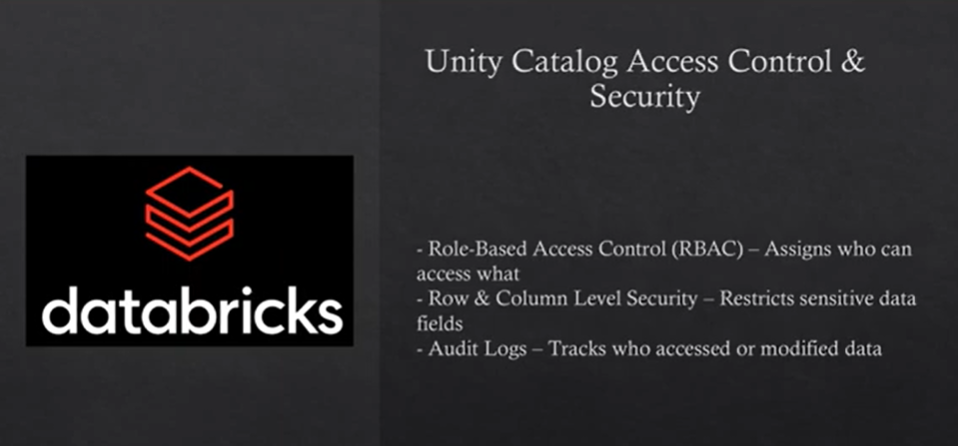 Unity Catalog Access Control &
Security
databricks
- Role-Based Access Control (RBAC) – Assigns who can
access what
- Row & Column Level Security – Restricts sensitive data
fields
- Audit Logs – Tracks who accessed or modified data